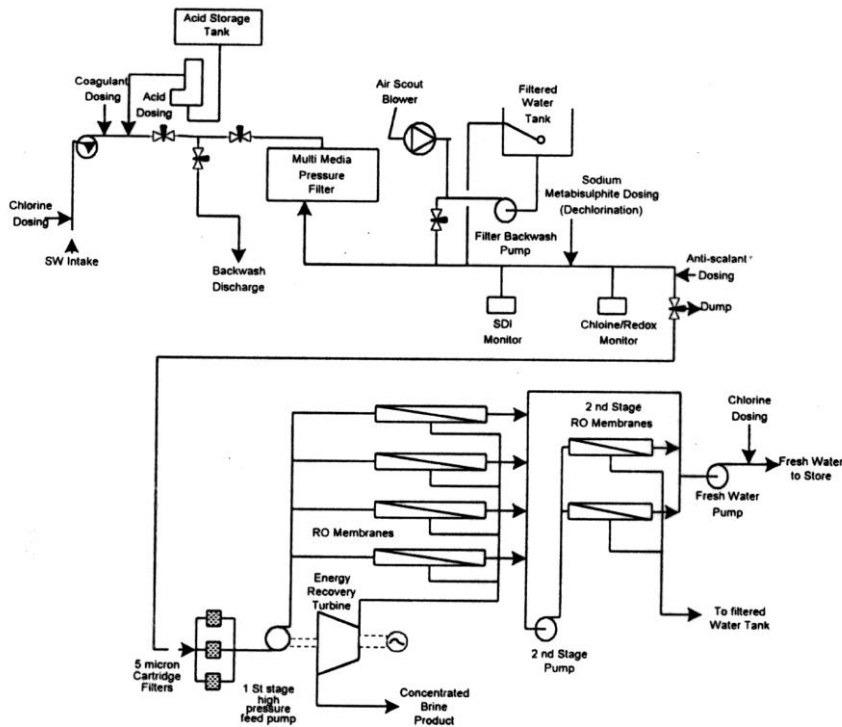 Acid Storage
Tank
Coagulant
Dosing
Acid
Dosing
Chlorine
Dosing
SW Intake
Backwash
Discharge
Multi Media
Pressure
Filter
Air Scout
Blower
Filtered
Water
Tank
Filter Backwash
Pump
Sodium
Metabisulphite Dosing
(Dechlorination)
Anti-scalant
Dosing
Dump
SDI
Monitor
Chloine/Redox
Monitor
2 nd Stage
RO Membranes
Chlorine
Dosing
Fresh Water
to Store
Fresh Water
Pump
RO Membranes
Energy
Recovery
Turbine
To filtered
Water Tank
2 nd Stage
Pump
5 micron
Cartridge
Filters
1 St stage
high
pressure
feed pump
Concentrated
Brine
Product